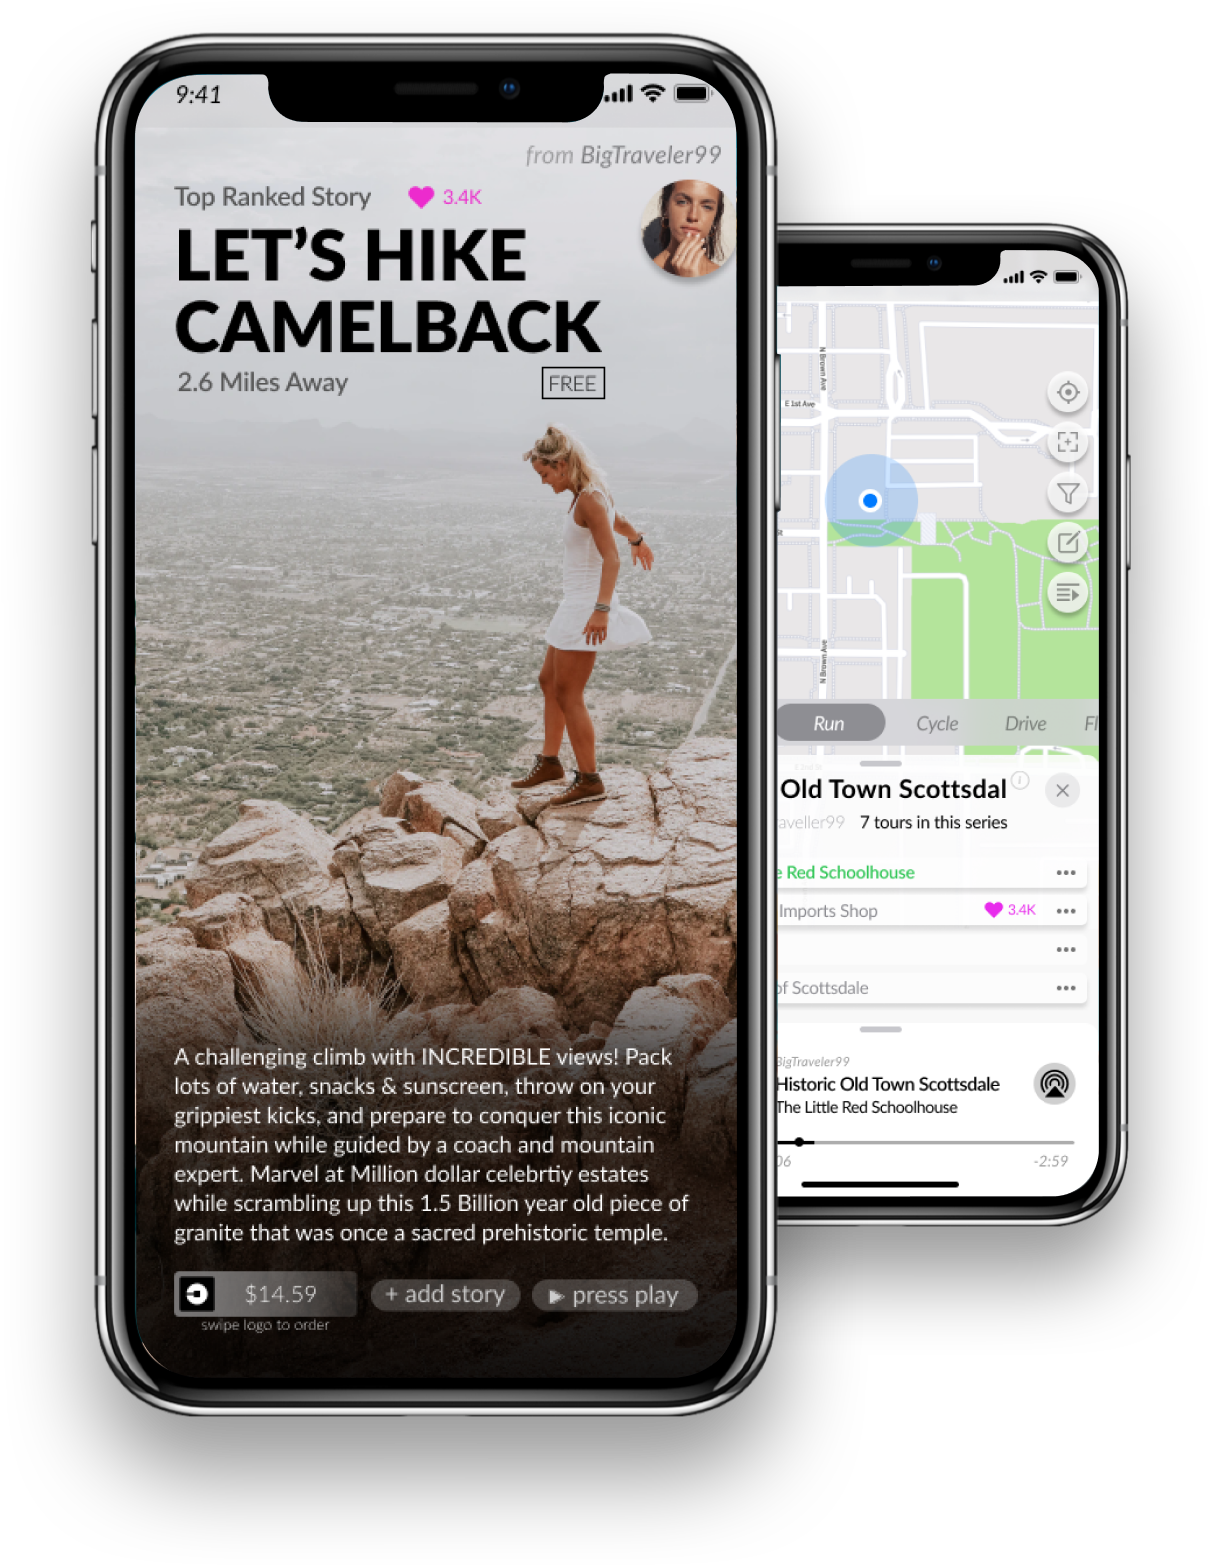 9:41
from BigTraveler99
Top Ranked Story 3.4K
LET'S HIKE
CAMELBACK
2.6 Miles Away FREE
A challenging climb with INCREDIBLE views! Pack
lots of water, snacks & sunscreen, throw on your
grippiest kicks, and prepare to conquer this iconic
mountain while guided by a coach and mountain
expert. Marvel at Million dollar celebrtiy estates
while scrambling up this 1.5 Billion year old piece of
granite that was once a sacred prehistoric temple.
$14.59 + add story press play
swipe logo to order
N Brown Ave
E 1st Ave
N Brown Ave
Run Cycle Drive Fl
Old Town Scottsdal i
aveller99 7 tours in this series
e Red Schoolhouse
Imports Shop 3.4K
of Scottsdale
BigTraveler99
Historic Old Town Scottsdale
The Little Red Schoolhouse
06 -2:59